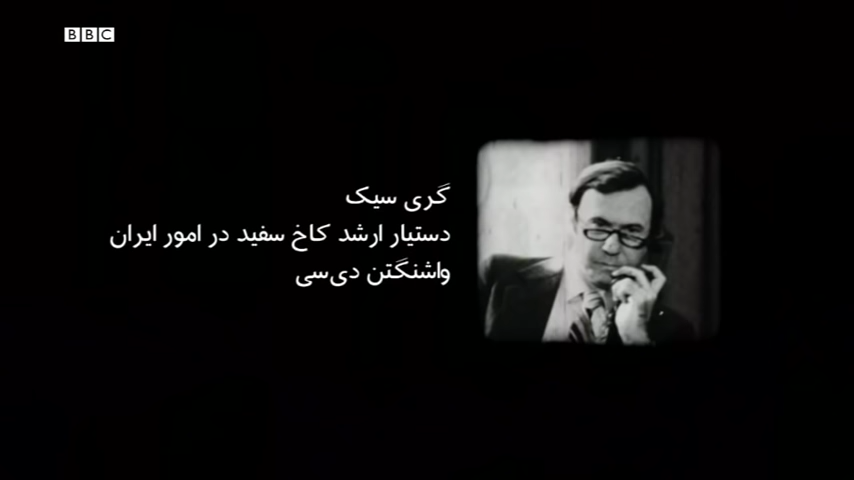 BBC
گری سیک
دستیار ارشد کاخ سفید در امور ایران
واشنگتن دی‌سی